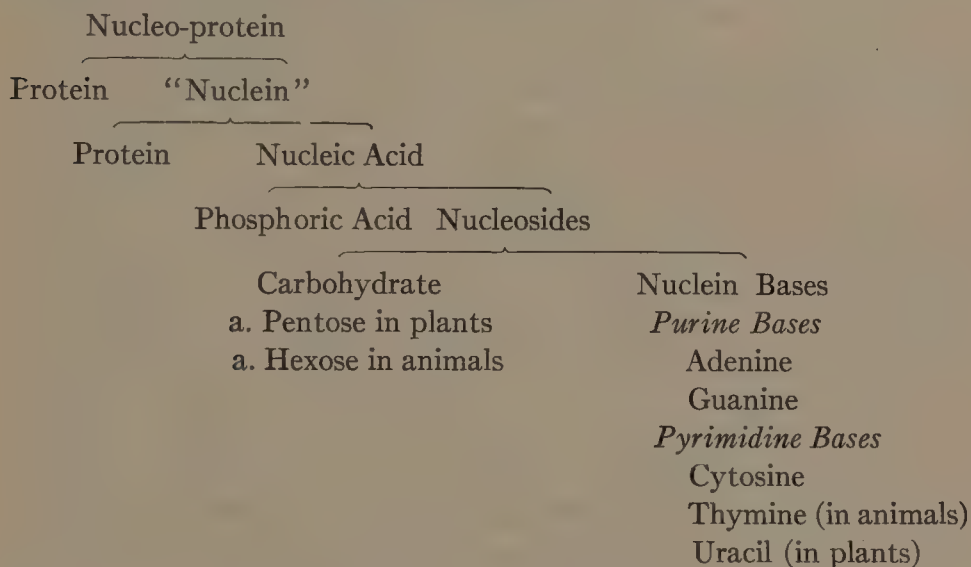 Nucleo-protein
Protein “Nuclein”
Protein Nucleic Acid
Phosphoric Acid Nucleosides
Carbohydrate Nuclein Bases
a. Pentose in plants Purine Bases
a. Hexose in animals Adenine
Guanine
Pyrimidine Bases
Cytosine
Thymine (in animals)
Uracil (in plants)